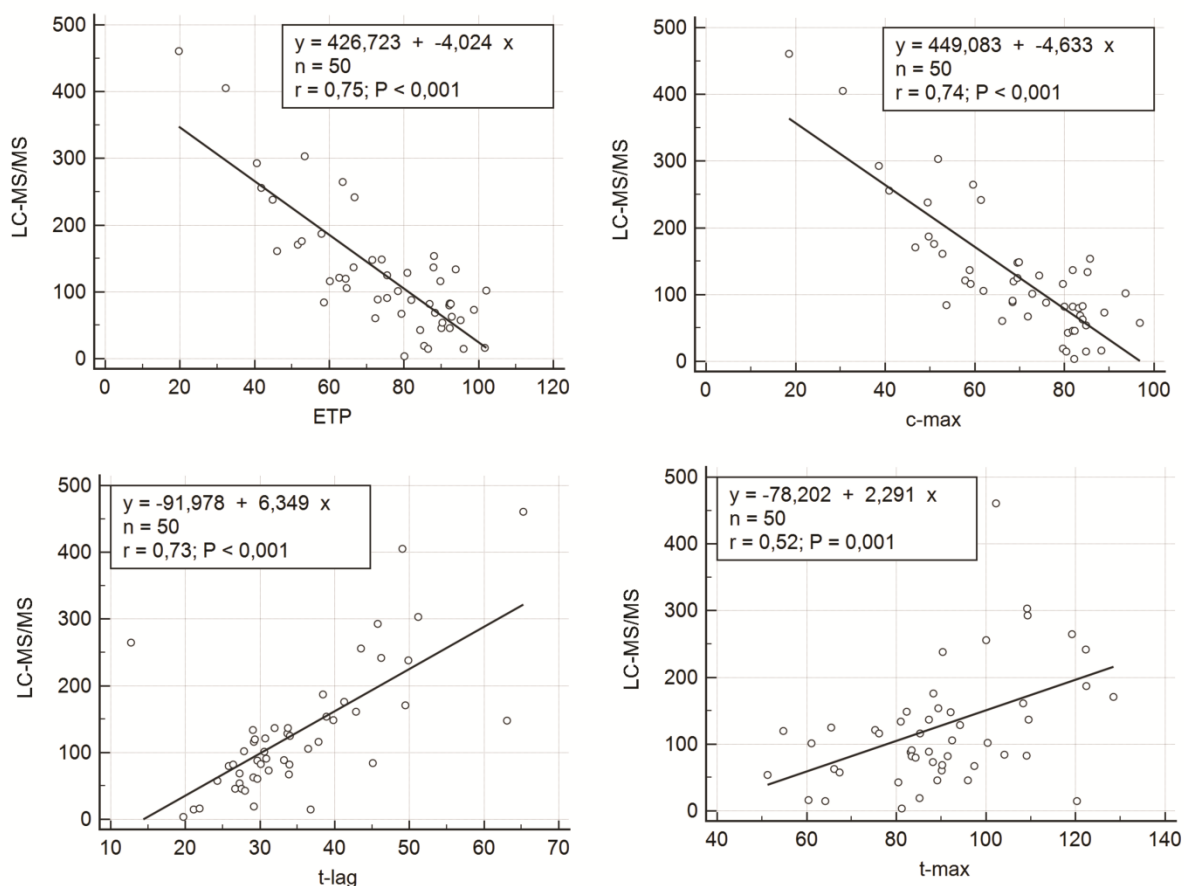 y = 426,723 + -4,024 x
n = 50
r = 0,75; P < 0,001
500
400
300
200
100
0
LC-MS/MS
0 20 40 60 80 100 120
ETP
y = 449,083 + -4,633 x
n = 50
r = 0,74; P < 0,001
500
400
300
200
100
0
LC-MS/MS
0 20 40 60 80 100
c-max
y = -91,978 + 6,349 x
n = 50
r = 0,73; P < 0,001
500
400
300
200
100
0
LC-MS/MS
10 20 30 40 50 60 70
t-lag
y = -78,202 + 2,291 x
n = 50
r = 0,52; P = 0,001
500
400
300
200
100
0
LC-MS/MS
40 60 80 100 120 140
t-max